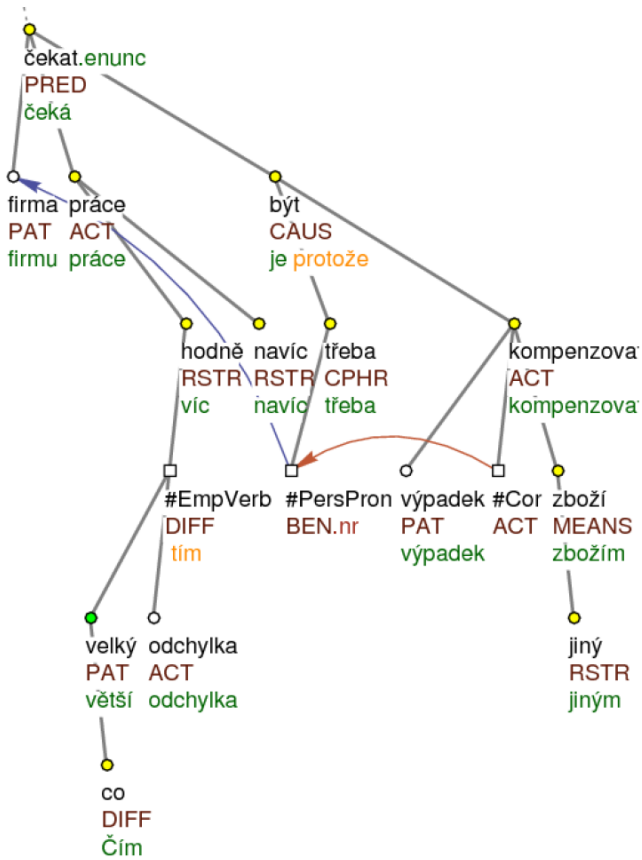 čekat.enunc
PRED
čeká
firma práce být
PAT ACT CAUS
firmu práce je protože
hodně navíc třeba kompenzova
RSTR RSTR CPHR ACT
víc navíc třeba kompenzova
#EmpVerb #PersPron výpadek #Cor zboží
DIFF BEN.nr PAT ACT MEANS
tím výpadek zbožím
velký odchylka jiný
PAT ACT RSTR
větší odchylka jiným
co
DIFF
Čím